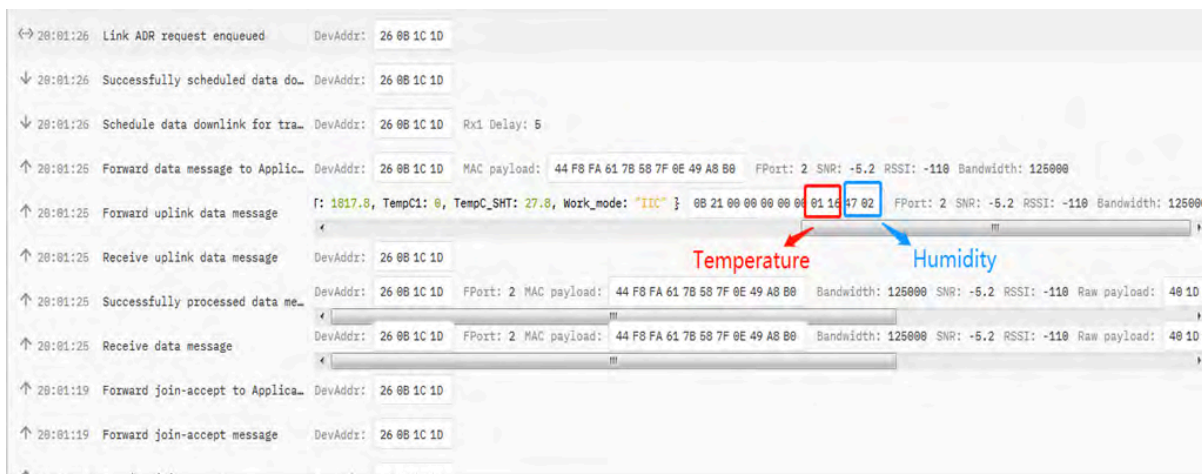 20:01:26 Link ADR request enqueued DevAddr: 26 0B 1C 1D
20:01:26 Successfully scheduled data do… DevAddr: 26 0B 1C 1D
20:01:26 Schedule data downlink for tra… DevAddr: 26 0B 1C 1D Rx1 Delay: 5
20:01:25 Forward data message to Applic… DevAddr: 26 0B 1C 1D MAC payload: 44 F8 FA 61 7B 58 7F 0E 49 A8 B0 FPort: 2 SNR: -5.2 RSSI: -110 Bandwidth: 125000
20:01:25 Forward uplink data message 1817.8, TempC1: 0, TempC_SHT: 27.8, Work_mode: "IIC" } 0B 21 00 00 00 00 00 01 16 47 02 FPort: 2 SNR: -5.2 RSSI: -110 Bandwidth: 12500
Temperature Humidity
20:01:25 Receive uplink data message DevAddr: 26 0B 1C 1D
20:01:25 Successfully processed data me… DevAddr: 26 0B 1C 1D FPort: 2 MAC payload: 44 F8 FA 61 7B 58 7F 0E 49 A8 B0 Bandwidth: 125000 SNR: -5.2 RSSI: -110 Raw payload: 40 1D
20:01:25 Receive data message DevAddr: 26 0B 1C 1D FPort: 2 MAC payload: 44 F8 FA 61 7B 58 7F 0E 49 A8 B0 Bandwidth: 125000 SNR: -5.2 RSSI: -110 Raw payload: 40 1D
20:01:19 Forward join-accept to Applica… DevAddr: 26 0B 1C 1D
20:01:19 Forward join-accept message DevAddr: 26 0B 1C 1D